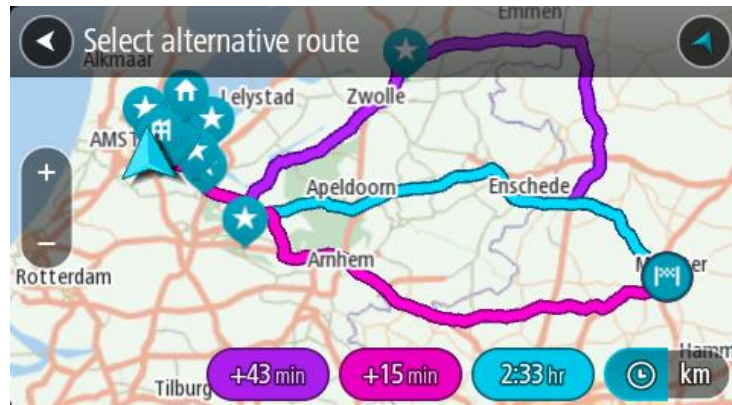 Emmen
Select alternative route
Alkmaar
Lelystad
Zwolle
+
Apeldoorn
Enschede
−
Arnhem
Rotterdam
Hamm
Tilburg
+43 min
+15 min
2:33 hr
km